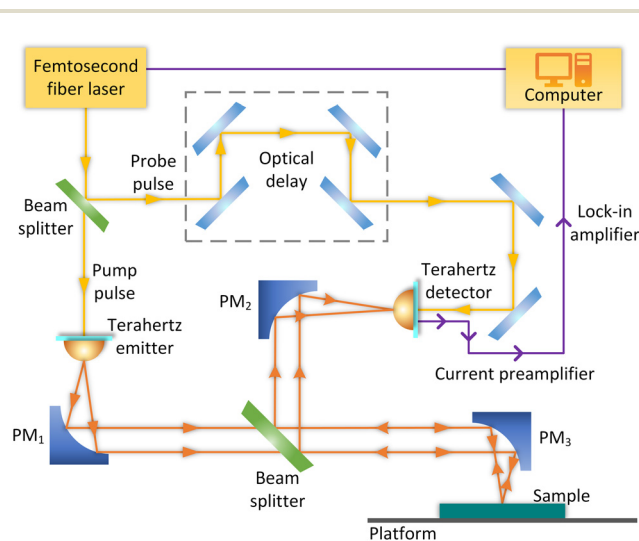 Femtosecond
fiber laser
Computer
Probe
pulse
Optical
delay
Beam
splitter
Lock-in
amplifier
Pump
pulse
Terahertz
detector
PM₂
Terahertz
emitter
Current preamplifier
PM₁
PM₃
Beam
splitter
Sample
Platform